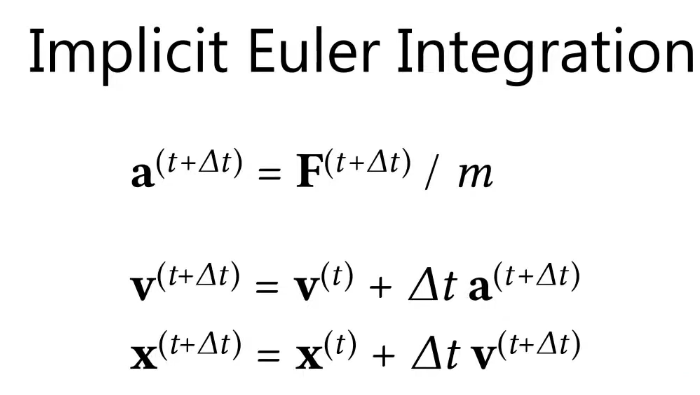 Implicit Euler Integration
𝐚^(t+Δt) = 𝐅^(t+Δt) / m
𝐯^(t+Δt) = 𝐯^(t) + Δt 𝐚^(t+Δt)
𝐱^(t+Δt) = 𝐱^(t) + Δt 𝐯^(t+Δt)